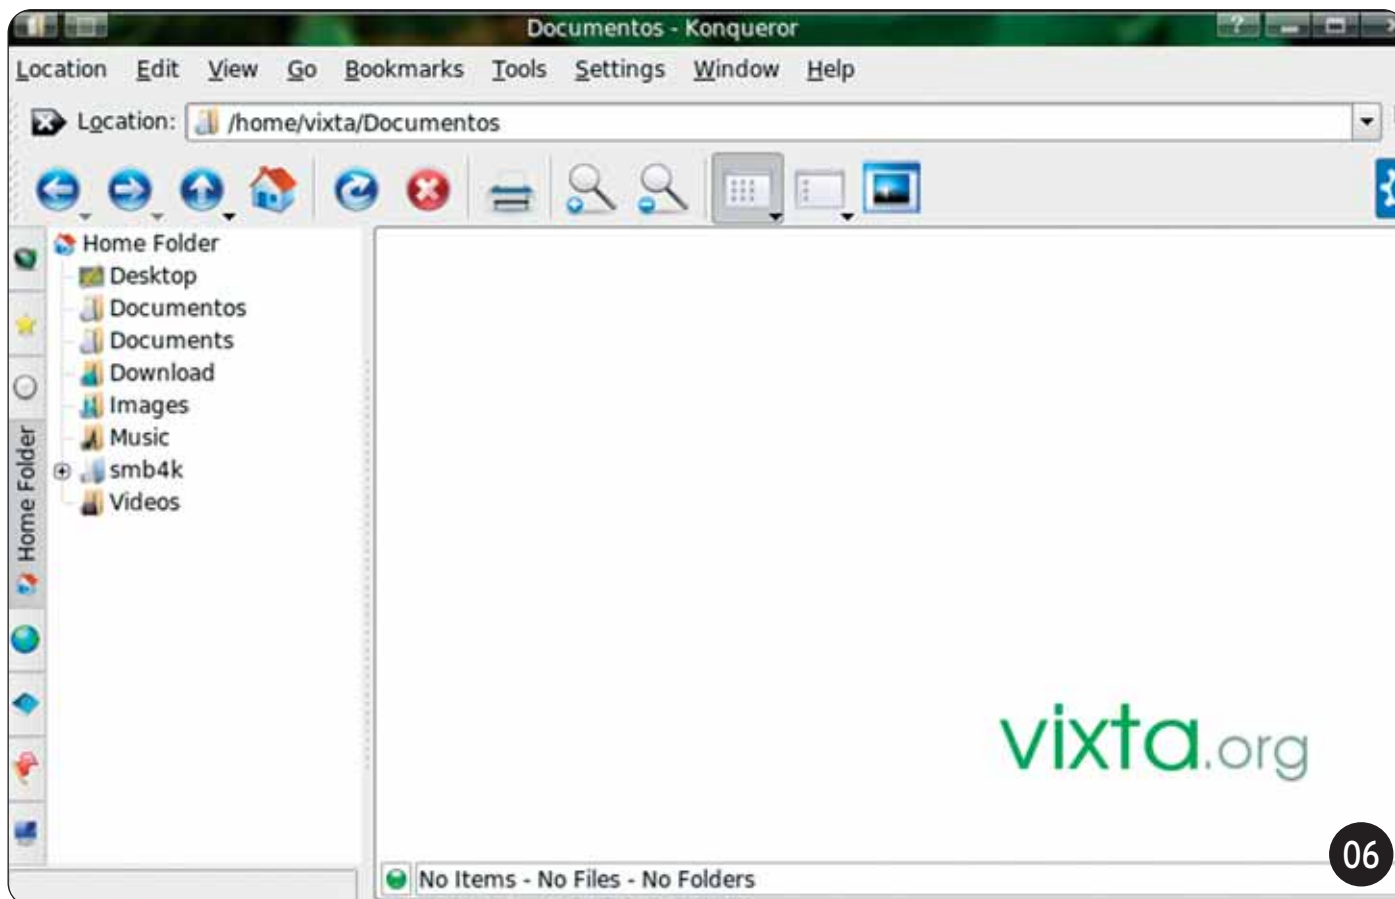 Documentos - Konqueror
Location Edit View Go Bookmarks Tools Settings Window Help
Location: /home/vixta/Documentos
Home Folder
Desktop
Documentos
Documents
Download
Images
Music
smb4k
Videos
Home Folder
vixta.org
06
No Items - No Files - No Folders